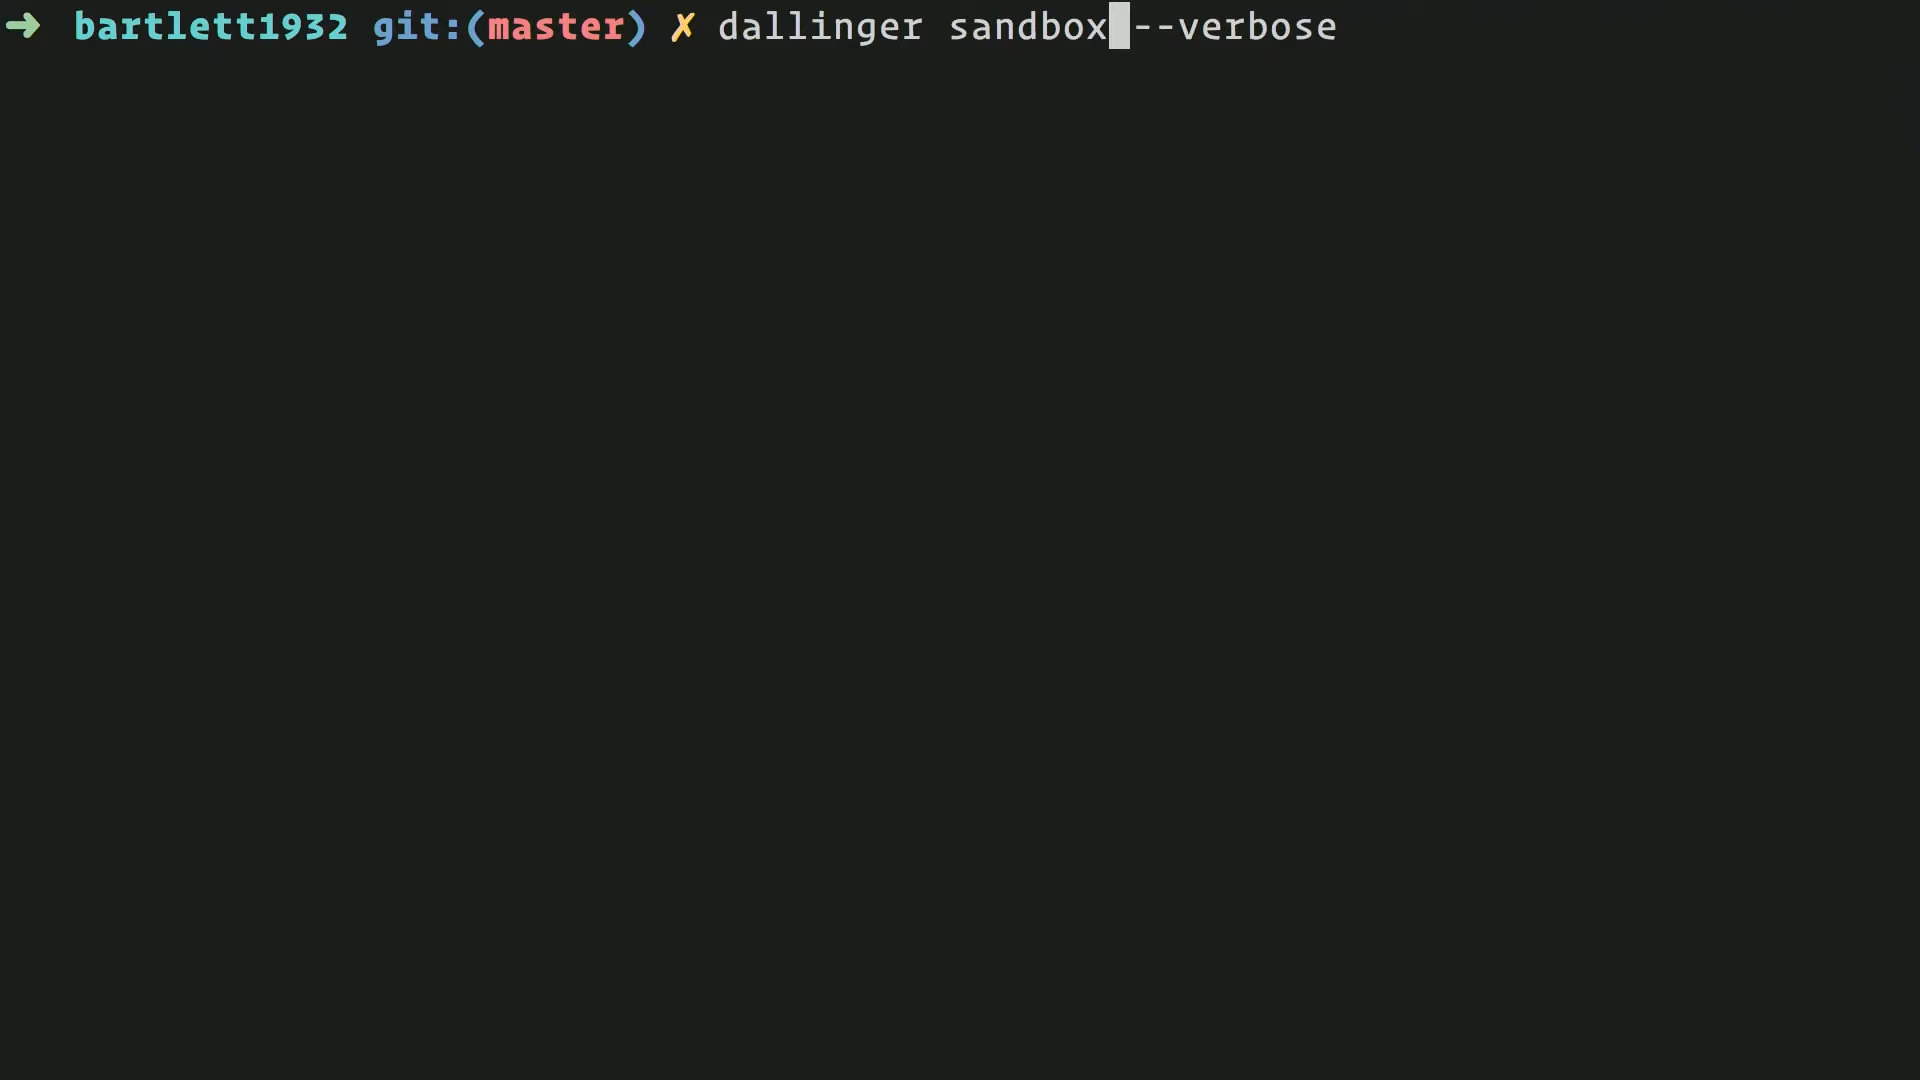 ➜ bartlett1932 git:(master) ✗ dallinger sandbox --verbose